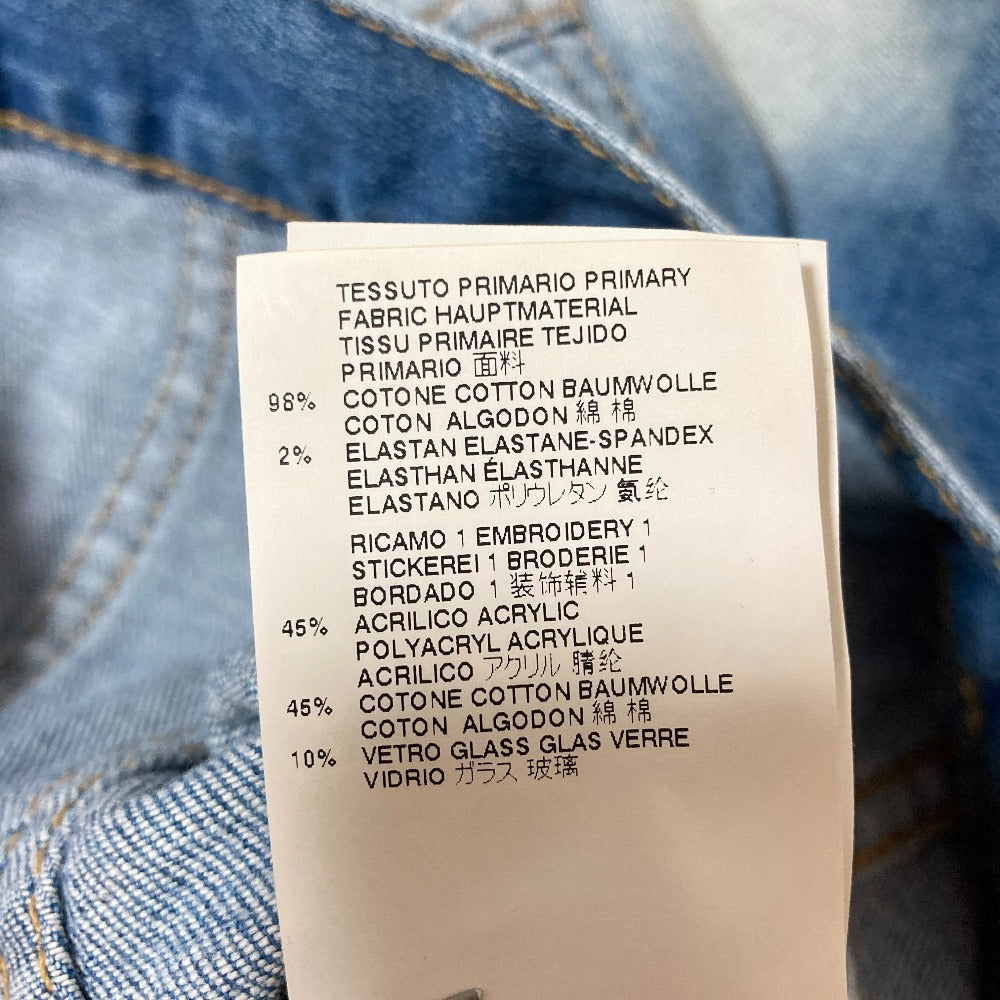 TESSUTO PRIMARIO PRIMARY
FABRIC HAUPTMATERIAL
TISSU PRIMAIRE TEJIDO
PRIMARIO 面料
98% COTONE COTTON BAUMWOLLE
COTON ALGODON 綿 棉
2% ELASTAN ELASTANE-SPANDEX
ELASTHAN ÉLASTHANNE
ELASTANO ポリウレタン 氨纶
RICAMO 1 EMBROIDERY 1
STICKEREI 1 BRODERIE 1
BORDADO 1 装饰辅料 1
45% ACRILICO ACRYLIC
POLYACRYL ACRYLIQUE
ACRILICO アクリル 腈纶
45% COTONE COTTON BAUMWOLLE
COTON ALGODON 綿 棉
10% VETRO GLASS GLAS VERRE
VIDRIO ガラス 玻璃